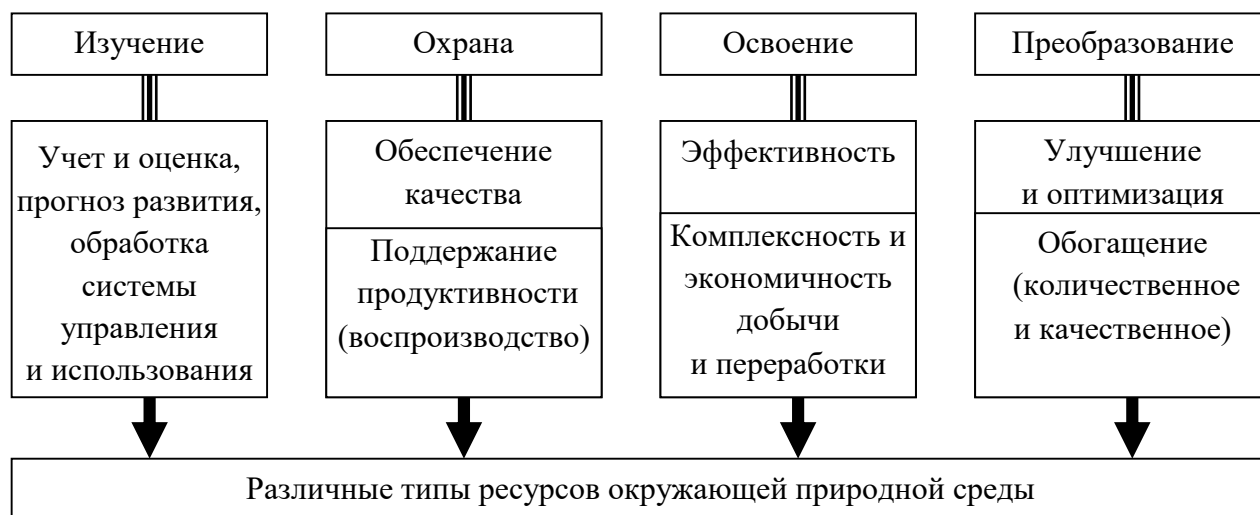 Изучение
Охрана
Освоение
Преобразование
Учет и оценка,
прогноз развития,
обработка
системы
управления
и использования
Обеспечение
качества
Поддержание
продуктивности
(воспроизводство)
Эффективность
Комплексность и
экономичность
добычи
и переработки
Улучшение
и оптимизация
Обогащение
(количественное
и качественное)
Различные типы ресурсов окружающей природной среды